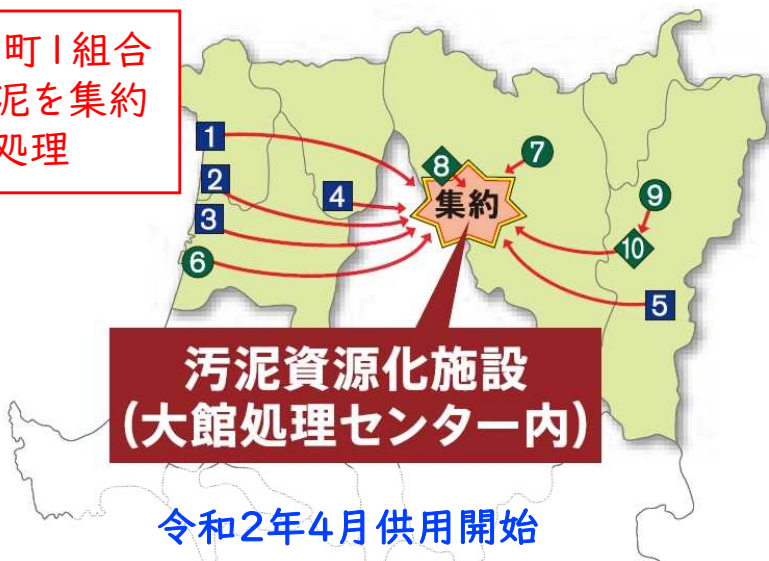 町1組合
泥を集約
処理
1
2
3
4
5
6
7
8
9
10
集約
汚泥資源化施設
(大館処理センター内)
令和2年4月供用開始